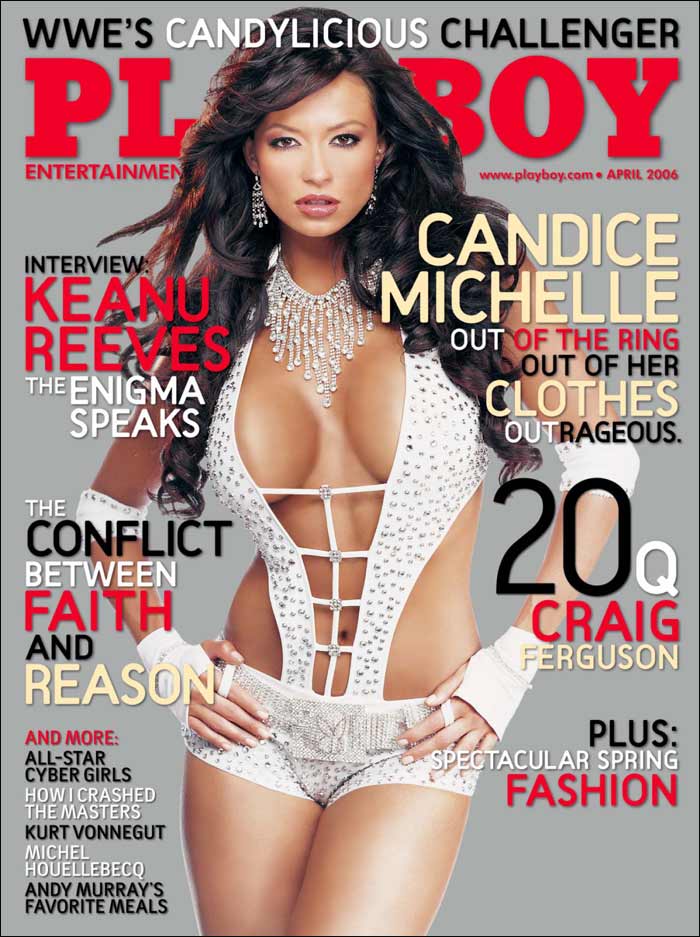 WWE'S CANDYLICIOUS CHALLENGER
PL BOY
ENTERTAINMEN
www.playboy.com • APRIL 2006
CANDICE
MICHELLE
OUT OF THE RING
OUT OF HER
CLOTHES
OUTRAGEOUS.
INTERVIEW:
KEANU
REEVES
THE ENIGMA
SPEAKS
THE
CONFLICT
BETWEEN
FAITH
AND
REASON
20Q
CRAIG
FERGUSON
AND MORE:
ALL-STAR
CYBER GIRLS
HOW I CRASHED
THE MASTERS
KURT VONNEGUT
MICHEL
HOUELLEBECQ
ANDY MURRAY'S
FAVORITE MEALS
PLUS:
SPECTACULAR SPRING
FASHION